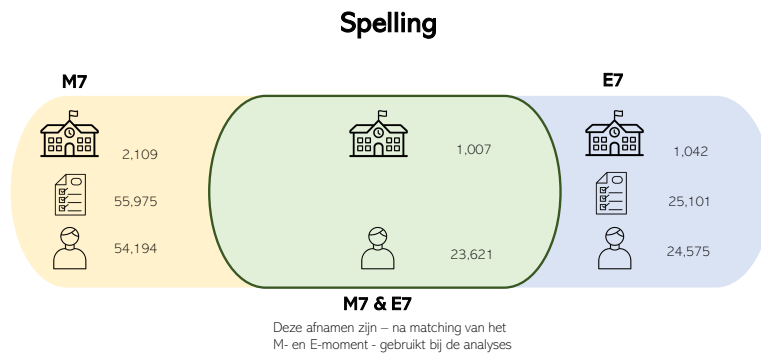 Spelling
M7
E7
2,109
1,007
1,042
55,975
25,101
54,194
23,621
24,575
M7 & E7
Deze afnamen zijn – na matching van het
M- en E-moment - gebruikt bij de analyses